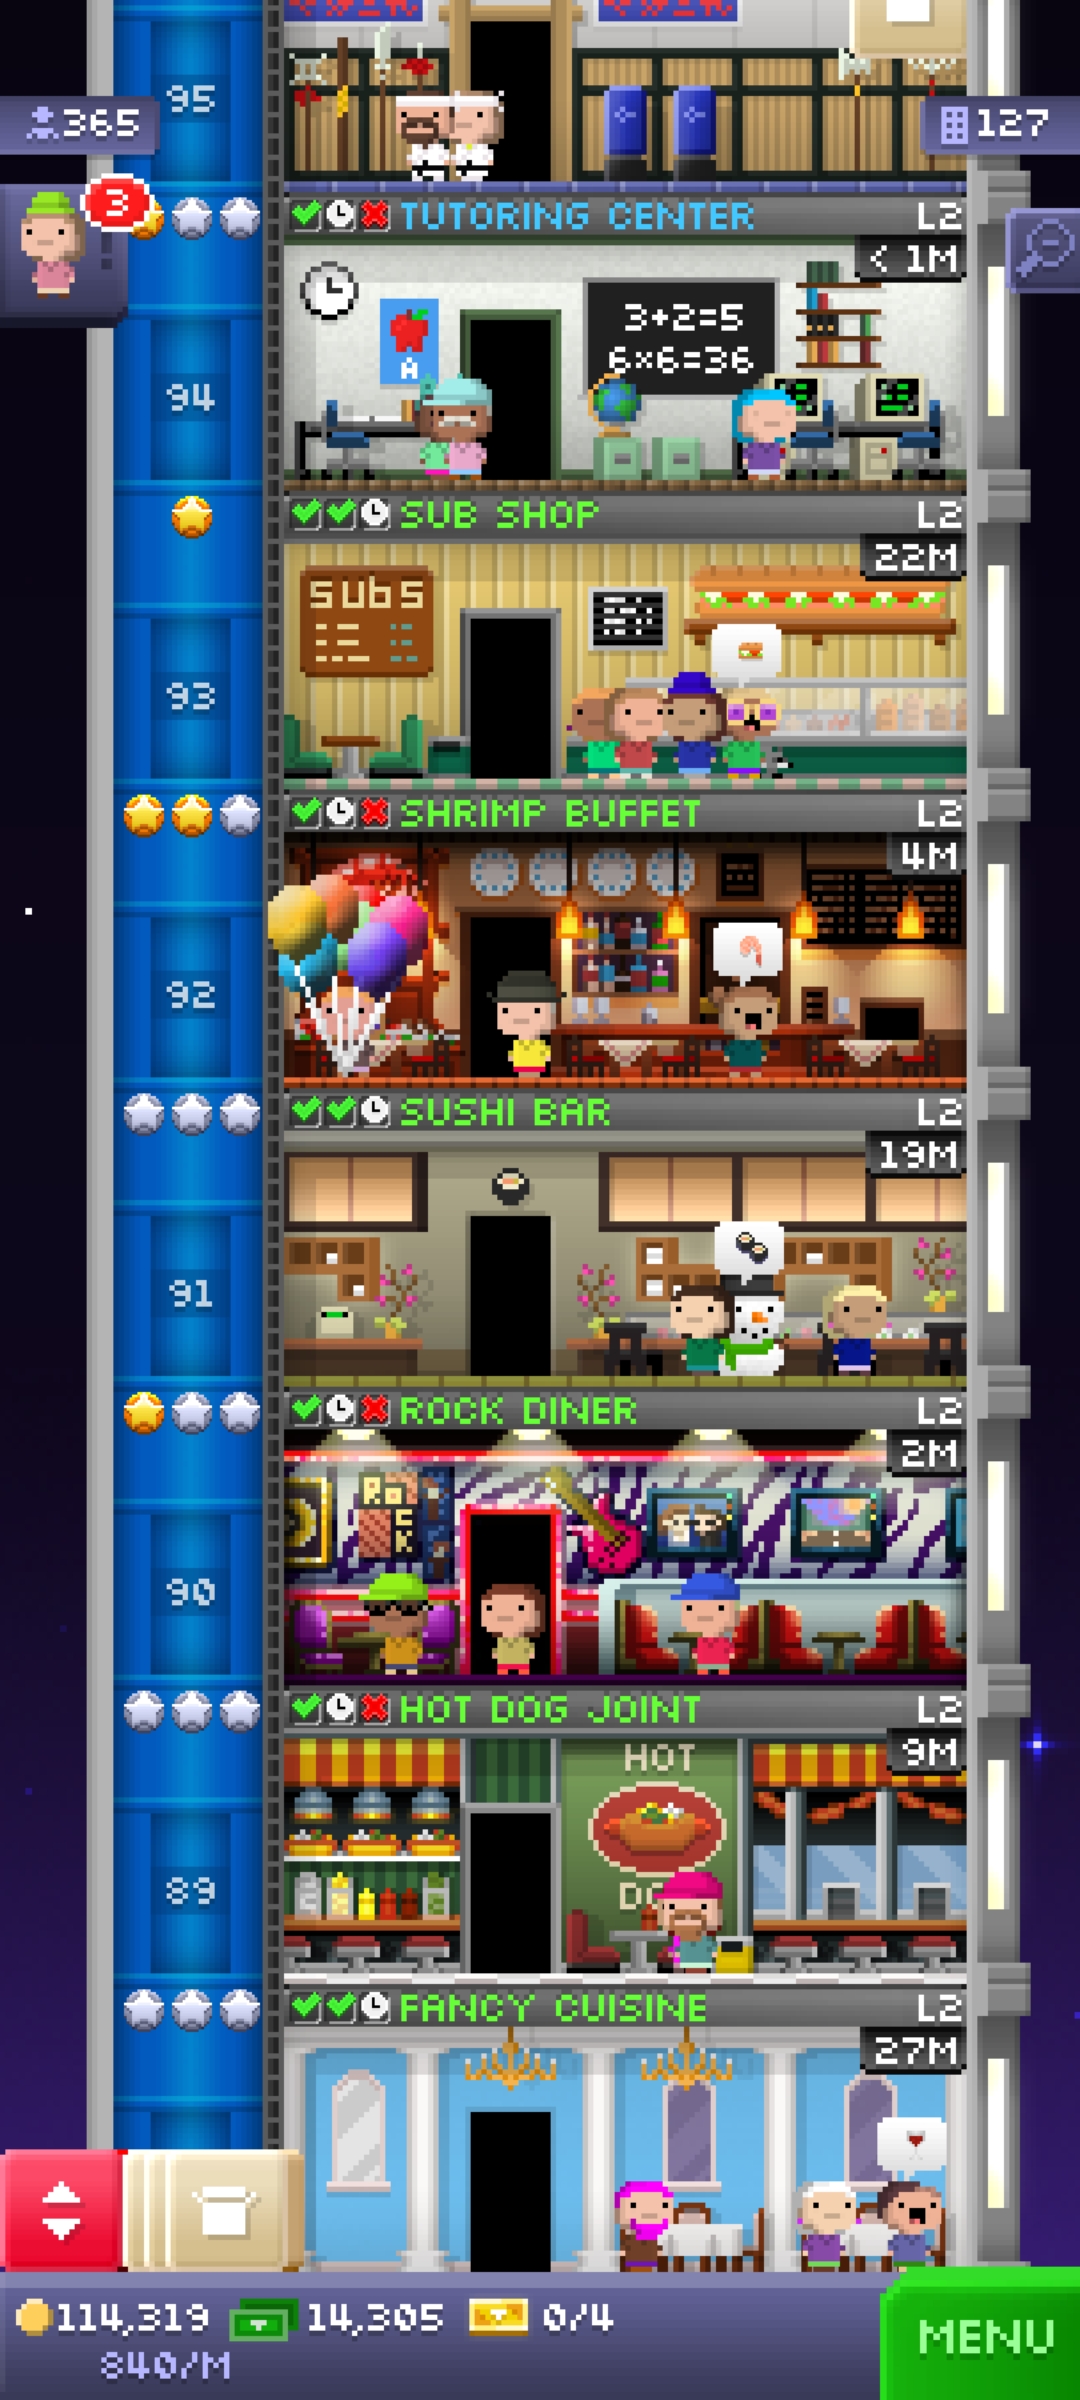 95
365
127
3
TUTORING CENTER L2
< 1M
3+2=5
6×6=36
A
94
SUB SHOP L2
22M
SUBS
93
SHRIMP BUFFET L2
4M
92
SUSHI BAR L2
19M
91
ROCK DINER L2
2M
ROCK
90
HOT DOG JOINT L2
9M
HOT
89
FANCY CUISINE L2
27M
114,319 14,305 0/4
840/M
MENU